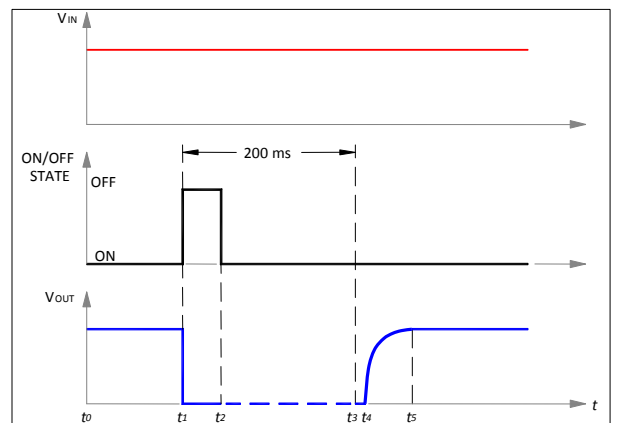 VIN
200 ms
ON/OFF
STATE
OFF
ON
VOUT
t
t0 t1 t2 t3 t4 t5